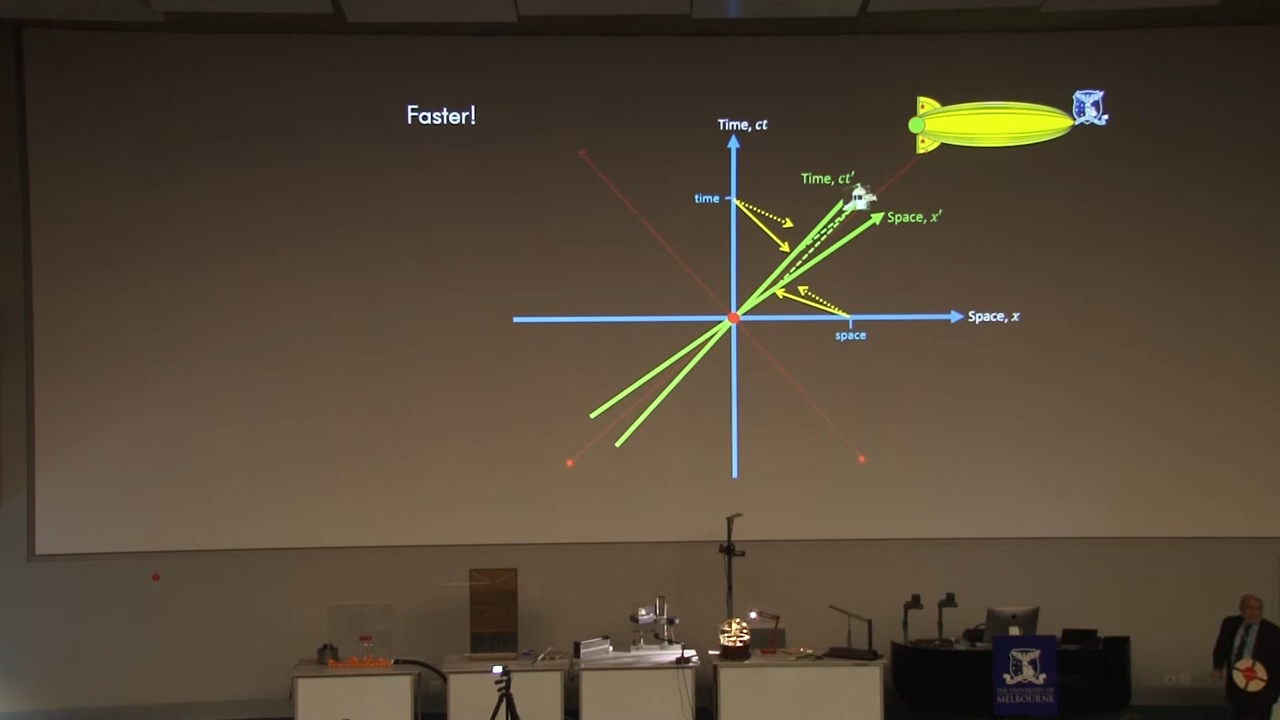 Faster!
Time, ct
Time, ct′
time
Space, x′
Space, x
space
THE UNIVERSITY OF
MELBOURNE